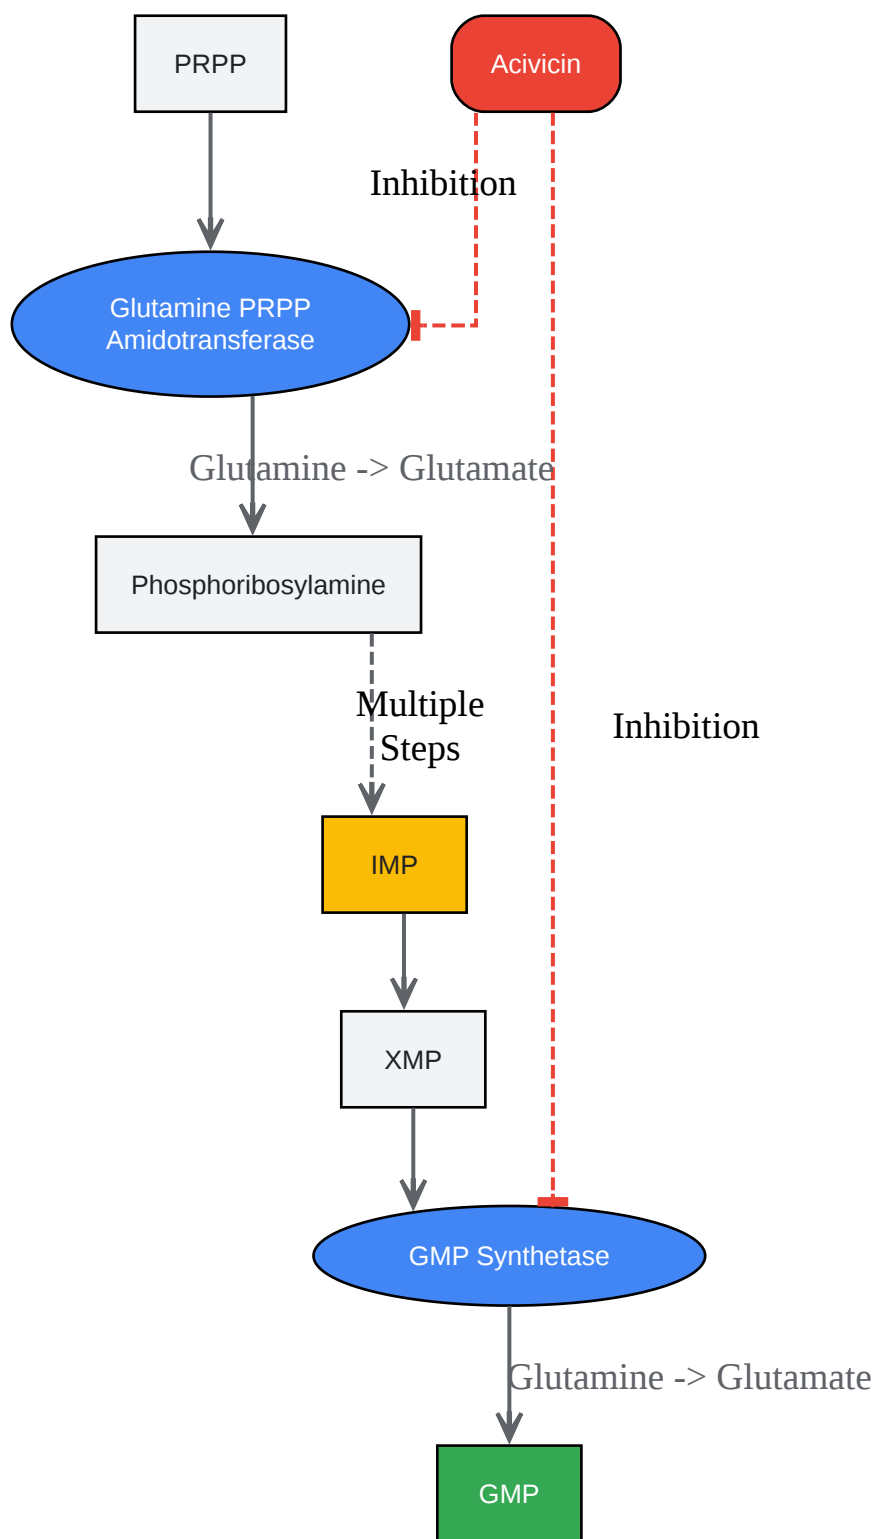 PRPP
Acivicin
Inhibition
Glutamine PRPP
Amidotransferase
Glutamine -> Glutamate
Phosphoribosylamine
Multiple
Steps
Inhibition
IMP
XMP
GMP Synthetase
Glutamine -> Glutamate
GMP